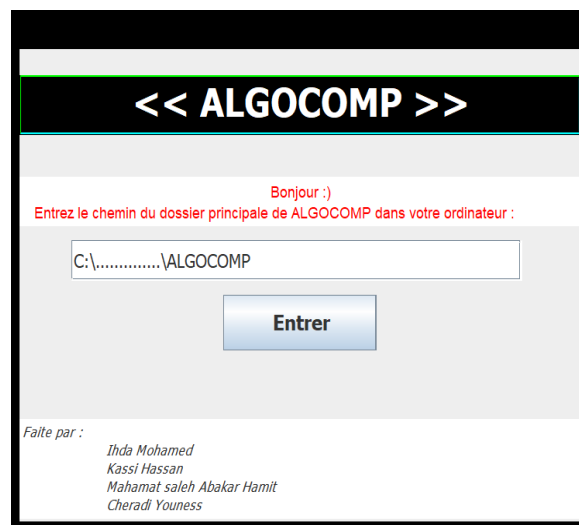 << ALGOCOMP >>
Bonjour :)
Entrez le chemin du dossier principale de ALGOCOMP dans votre ordinateur :
C:\..............\ALGOCOMP
Entrer
Faite par :
Ihda Mohamed
Kassi Hassan
Mahamat saleh Abakar Hamit
Cheradi Youness